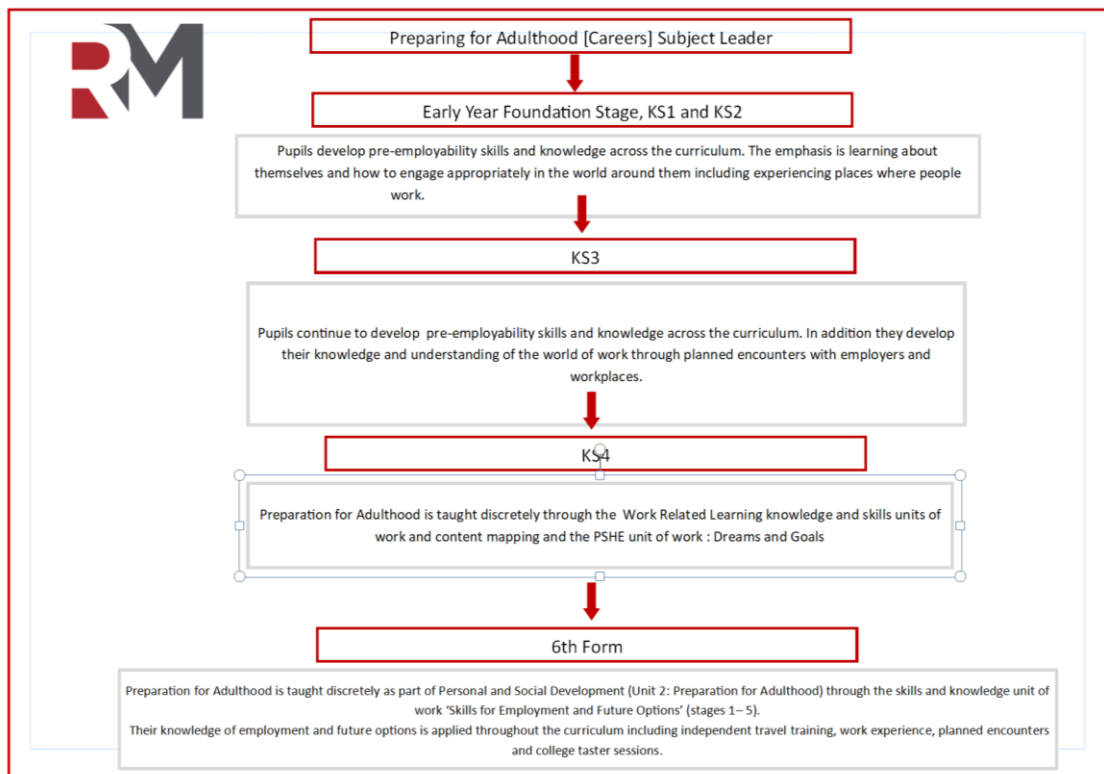 RM
Preparing for Adulthood [Careers] Subject Leader
Early Year Foundation Stage, KS1 and KS2
Pupils develop pre-employability skills and knowledge across the curriculum. The emphasis is learning about
themselves and how to engage appropriately in the world around them including experiencing places where people
work.
KS3
Pupils continue to develop  pre-employability skills and knowledge across the curriculum. In addition they develop
their knowledge and understanding of the world of work through planned encounters with employers and
workplaces.
KS4
Preparation for Adulthood is taught discretely through the  Work Related Learning knowledge and skills units of
work and content mapping and the PSHE unit of work : Dreams and Goals
6th Form
Preparation for Adulthood is taught discretely as part of Personal and Social Development (Unit 2: Preparation for Adulthood) through the skills and knowledge unit of
work ‘Skills for Employment and Future Options’ (stages 1– 5).
Their knowledge of employment and future options is applied throughout the curriculum including independent travel training, work experience, planned encounters
and college taster sessions.